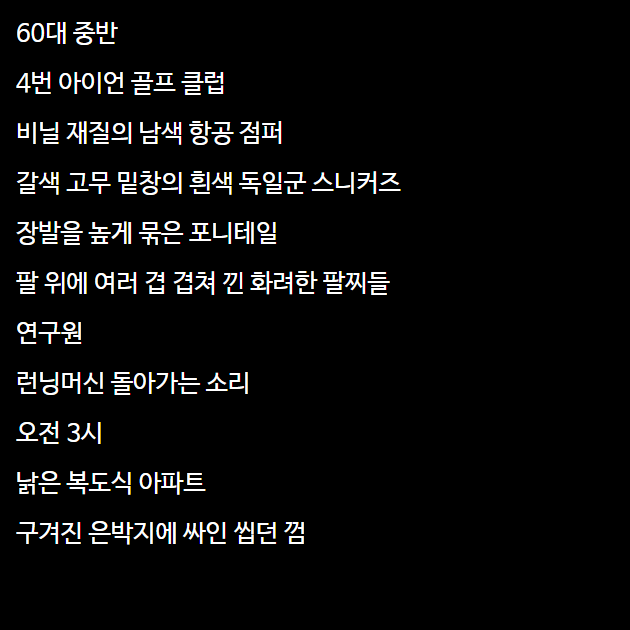 60대 중반
4번 아이언 골프 클럽
비닐 재질의 남색 항공 점퍼
갈색 고무 밑창의 흰색 독일군 스니커즈
장발을 높게 묶은 포니테일
팔 위에 여러 겹 겹쳐 낀 화려한 팔찌들
연구원
런닝머신 돌아가는 소리
오전 3시
낡은 복도식 아파트
구겨진 은박지에 싸인 씹던 껌